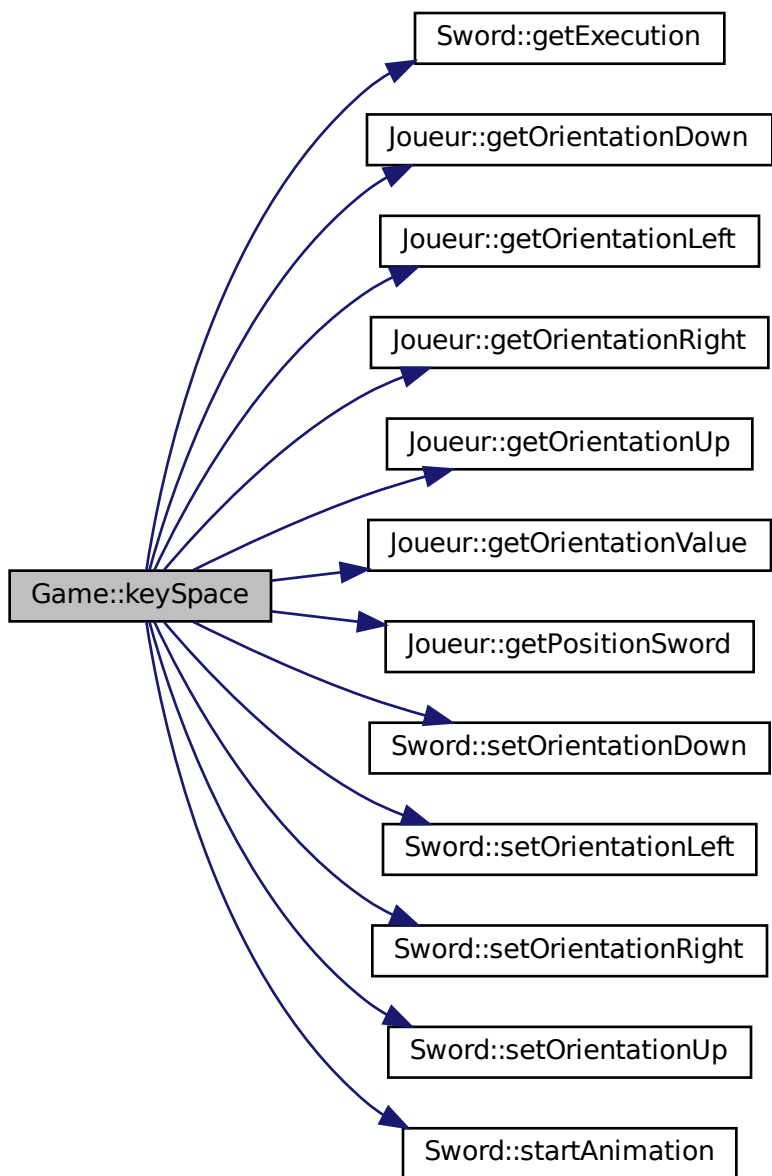 Sword::getExecution
Joueur::getOrientationDown
Joueur::getOrientationLeft
Joueur::getOrientationRight
Joueur::getOrientationUp
Joueur::getOrientationValue
Game::keySpace
Joueur::getPositionSword
Sword::setOrientationDown
Sword::setOrientationLeft
Sword::setOrientationRight
Sword::setOrientationUp
Sword::startAnimation